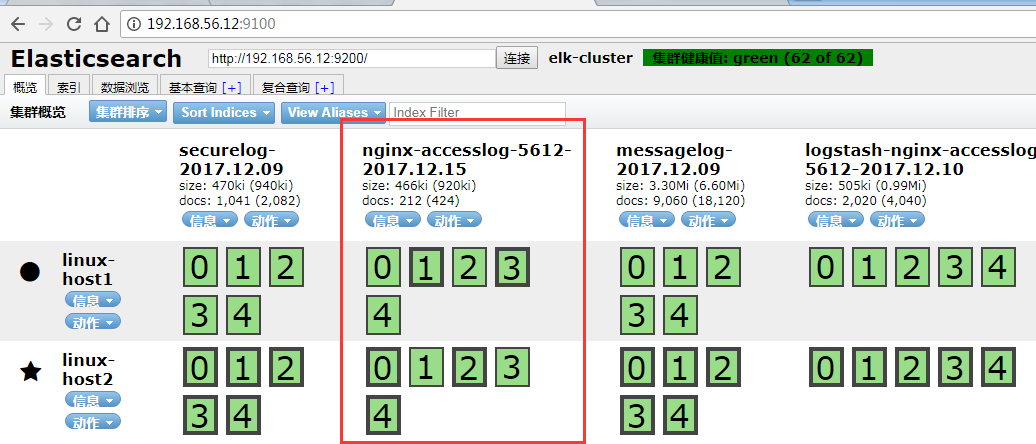 192.168.56.12:9100
Elasticsearch http://192.168.56.12:9200/ 连接 elk-cluster 集群健康值: green (62 of 62)
概览 索引 数据浏览 基本查询 [+] 复合查询 [+]
集群概览 集群排序 Sort Indices View Aliases Index Filter
securelog-
2017.12.09
size: 470ki (940ki)
docs: 1,041 (2,082)
信息 动作
nginx-accesslog-5612-
2017.12.15
size: 466ki (920ki)
docs: 212 (424)
信息 动作
messagelog-
2017.12.09
size: 3.30Mi (6.60Mi)
docs: 9,060 (18,120)
信息 动作
logstash-nginx-accesslog
5612-2017.12.10
size: 505ki (0.99Mi)
docs: 2,020 (4,040)
信息 动作
linux-
host1
信息
动作
0 1 2
3 4
0 1 2 3
4
0 1 2
3 4
0 1 2 3 4
linux-
host2
信息
动作
0 1 2
3 4
0 1 2 3
4
0 1 2
3 4
0 1 2 3 4